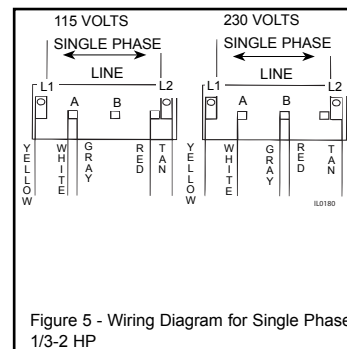 115 VOLTS 230 VOLTS
SINGLE PHASE SINGLE PHASE
LINE LINE
L1 L2 L1 L2
A B A B
YELLOW WHITE GRAY RED TAN YELLOW WHITE GRAY RED TAN
IL0180
Figure 5 - Wiring Diagram for Single Phase
1/3-2 HP